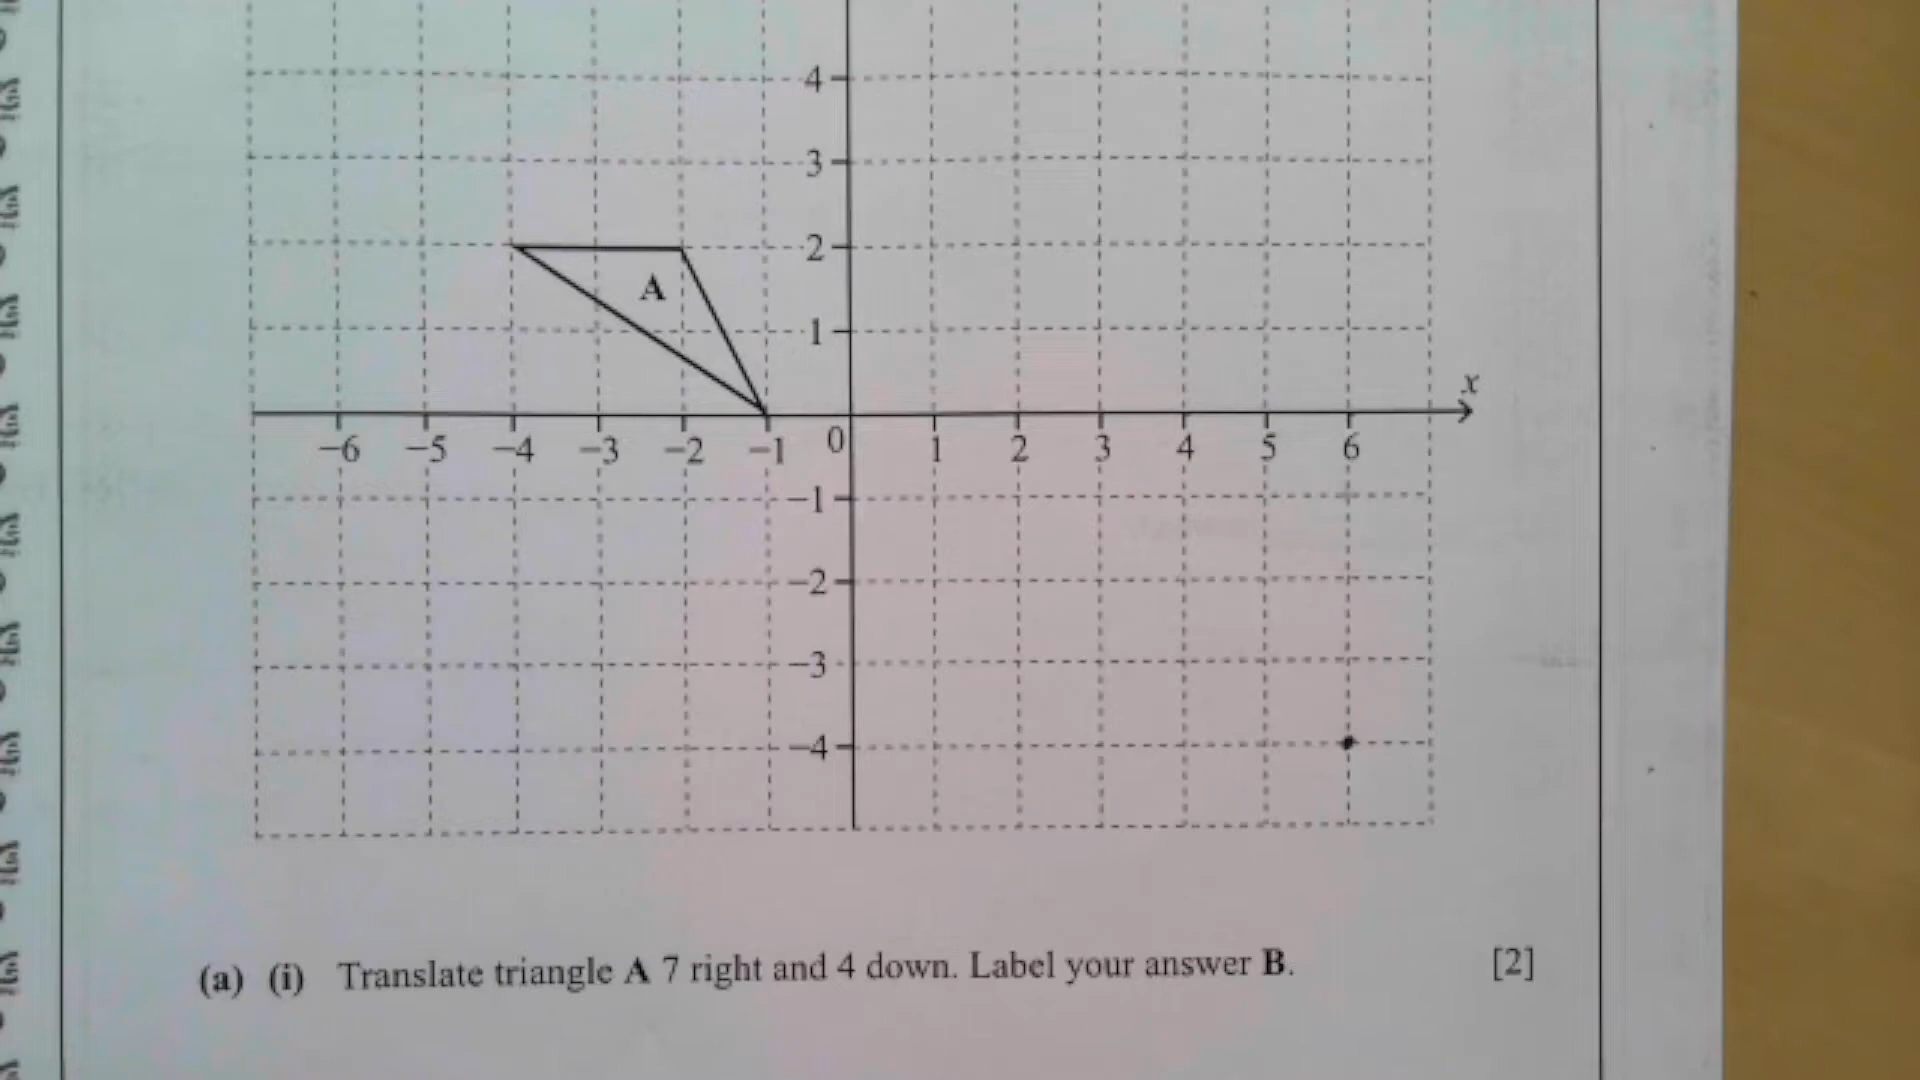 4
3
2
A
1
x
−6 −5 −4 −3 −2 −1 0 1 2 3 4 5 6
−1
−2
−3
−4
(a) (i) Translate triangle A 7 right and 4 down. Label your answer B. [2]